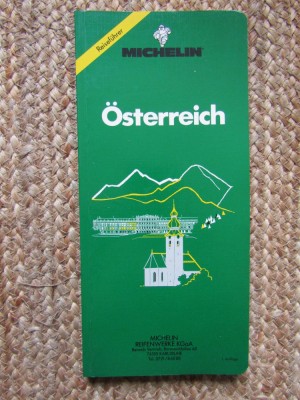 Reiseführer
MICHELIN
Österreich
MICHELIN
REIFENWERKE KGaA